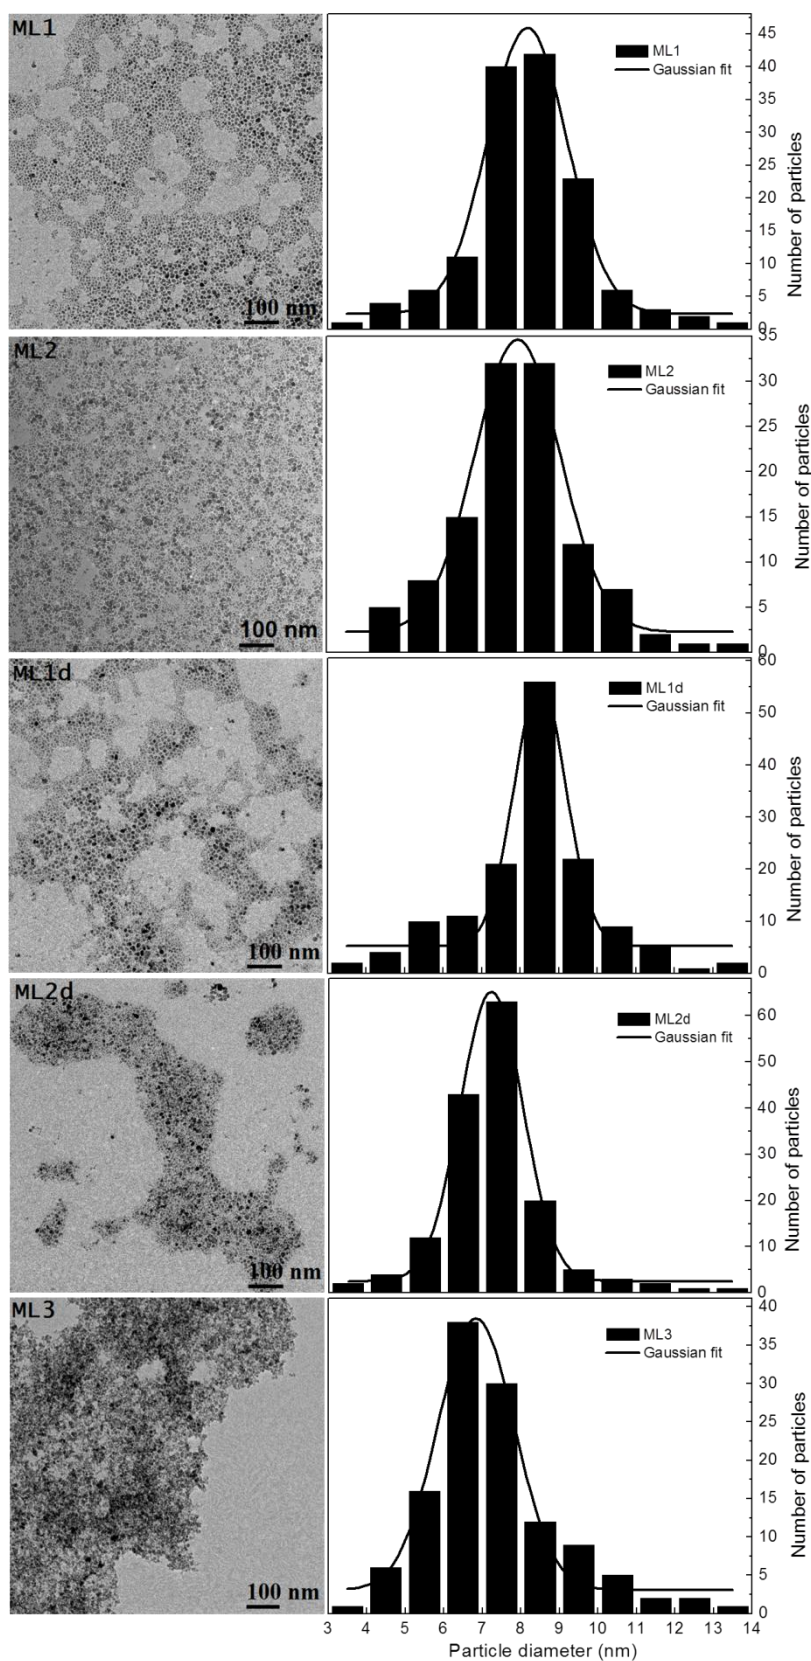 ML1
100 nm
ML1
Gaussian fit
45
40
35
30
25
20
15
10
5
0
Number of particles
ML2
100 nm
ML2
Gaussian fit
35
30
25
20
15
10
5
0
Number of particles
ML1d
100 nm
ML1d
Gaussian fit
60
50
40
30
20
10
0
Number of particles
ML2d
100 nm
ML2d
Gaussian fit
60
50
40
30
20
10
0
Number of particles
ML3
100 nm
ML3
Gaussian fit
40
35
30
25
20
15
10
5
0
Number of particles
3 4 5 6 7 8 9 10 11 12 13 14
Particle diameter (nm)